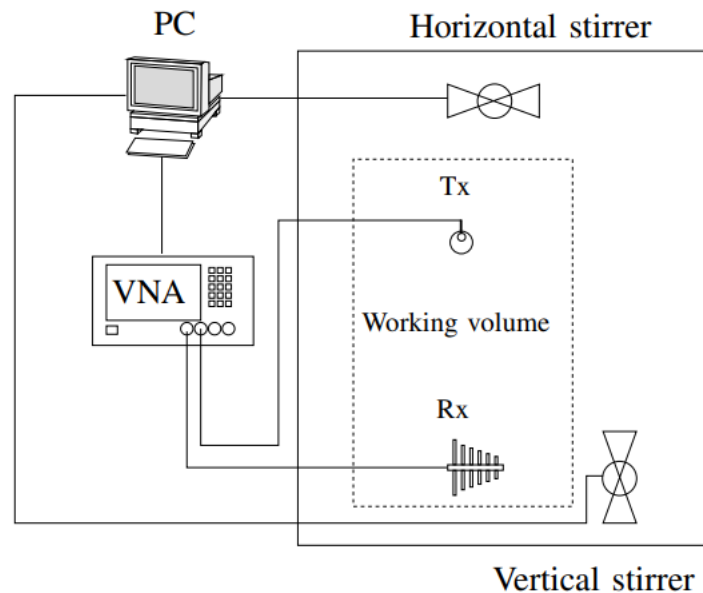 PC
Horizontal stirrer
Tx
VNA
Working volume
Rx
Vertical stirrer